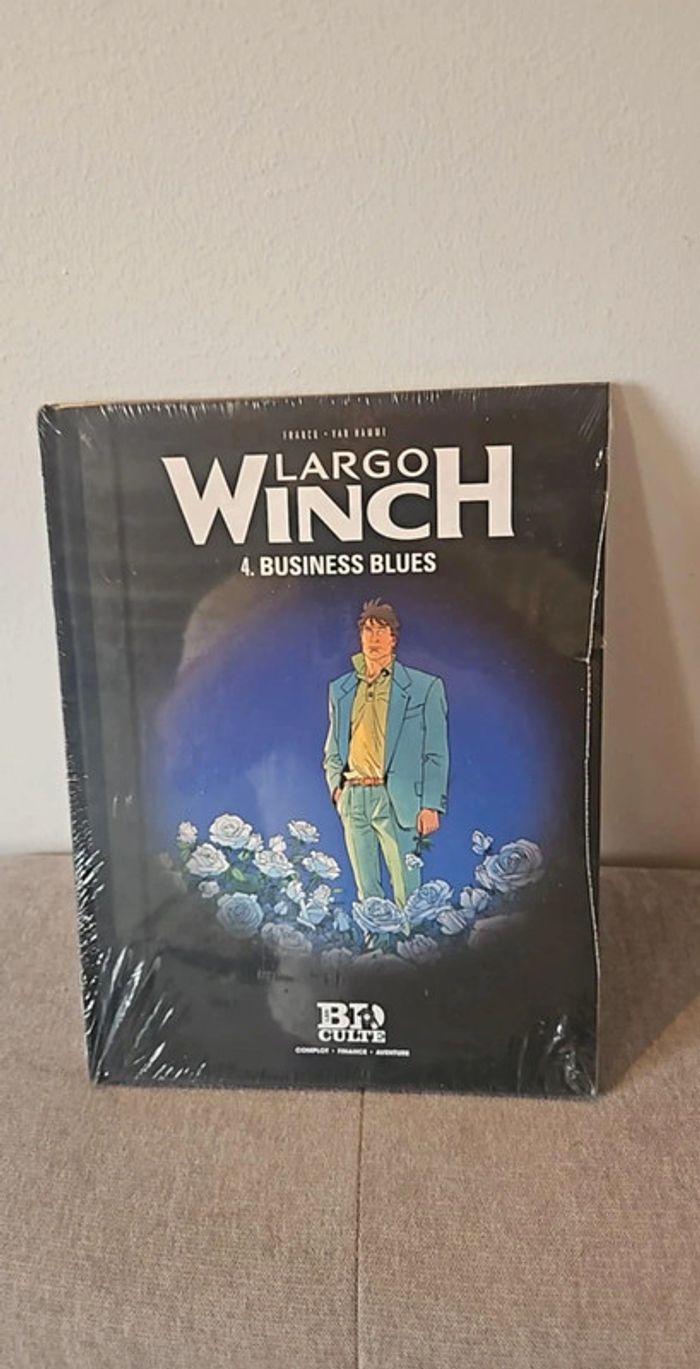 FRANCQ • VAN HAMME
LARGO
WINCH
4. BUSINESS BLUES
BD
CULTE
COMPLOT • FINANCE • AVENTURE